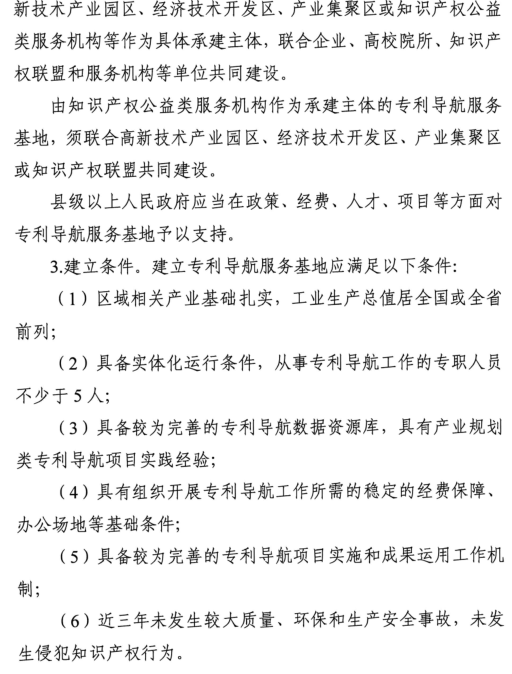 新技术产业园区、经济技术开发区、产业集聚区或知识产权公益
类服务机构等作为具体承建主体，联合企业、高校院所、知识产
权联盟和服务机构等单位共同建设。
由知识产权公益类服务机构作为承建主体的专利导航服务
基地，须联合高新技术产业园区、经济技术开发区、产业集聚区
或知识产权联盟共同建设。
县级以上人民政府应当在政策、经费、人才、项目等方面对
专利导航服务基地予以支持。
3.建立条件。建立专利导航服务基地应满足以下条件：
（1）区域相关产业基础扎实，工业生产总值居全国或全省
前列；
（2）具备实体化运行条件，从事专利导航工作的专职人员
不少于5人；
（3）具备较为完善的专利导航数据资源库，具有产业规划
类专利导航项目实践经验；
（4）具有组织开展专利导航工作所需的稳定的经费保障、
办公场地等基础条件；
（5）具备较为完善的专利导航项目实施和成果运用工作机
制；
（6）近三年未发生较大质量、环保和生产安全事故，未发
生侵犯知识产权行为。